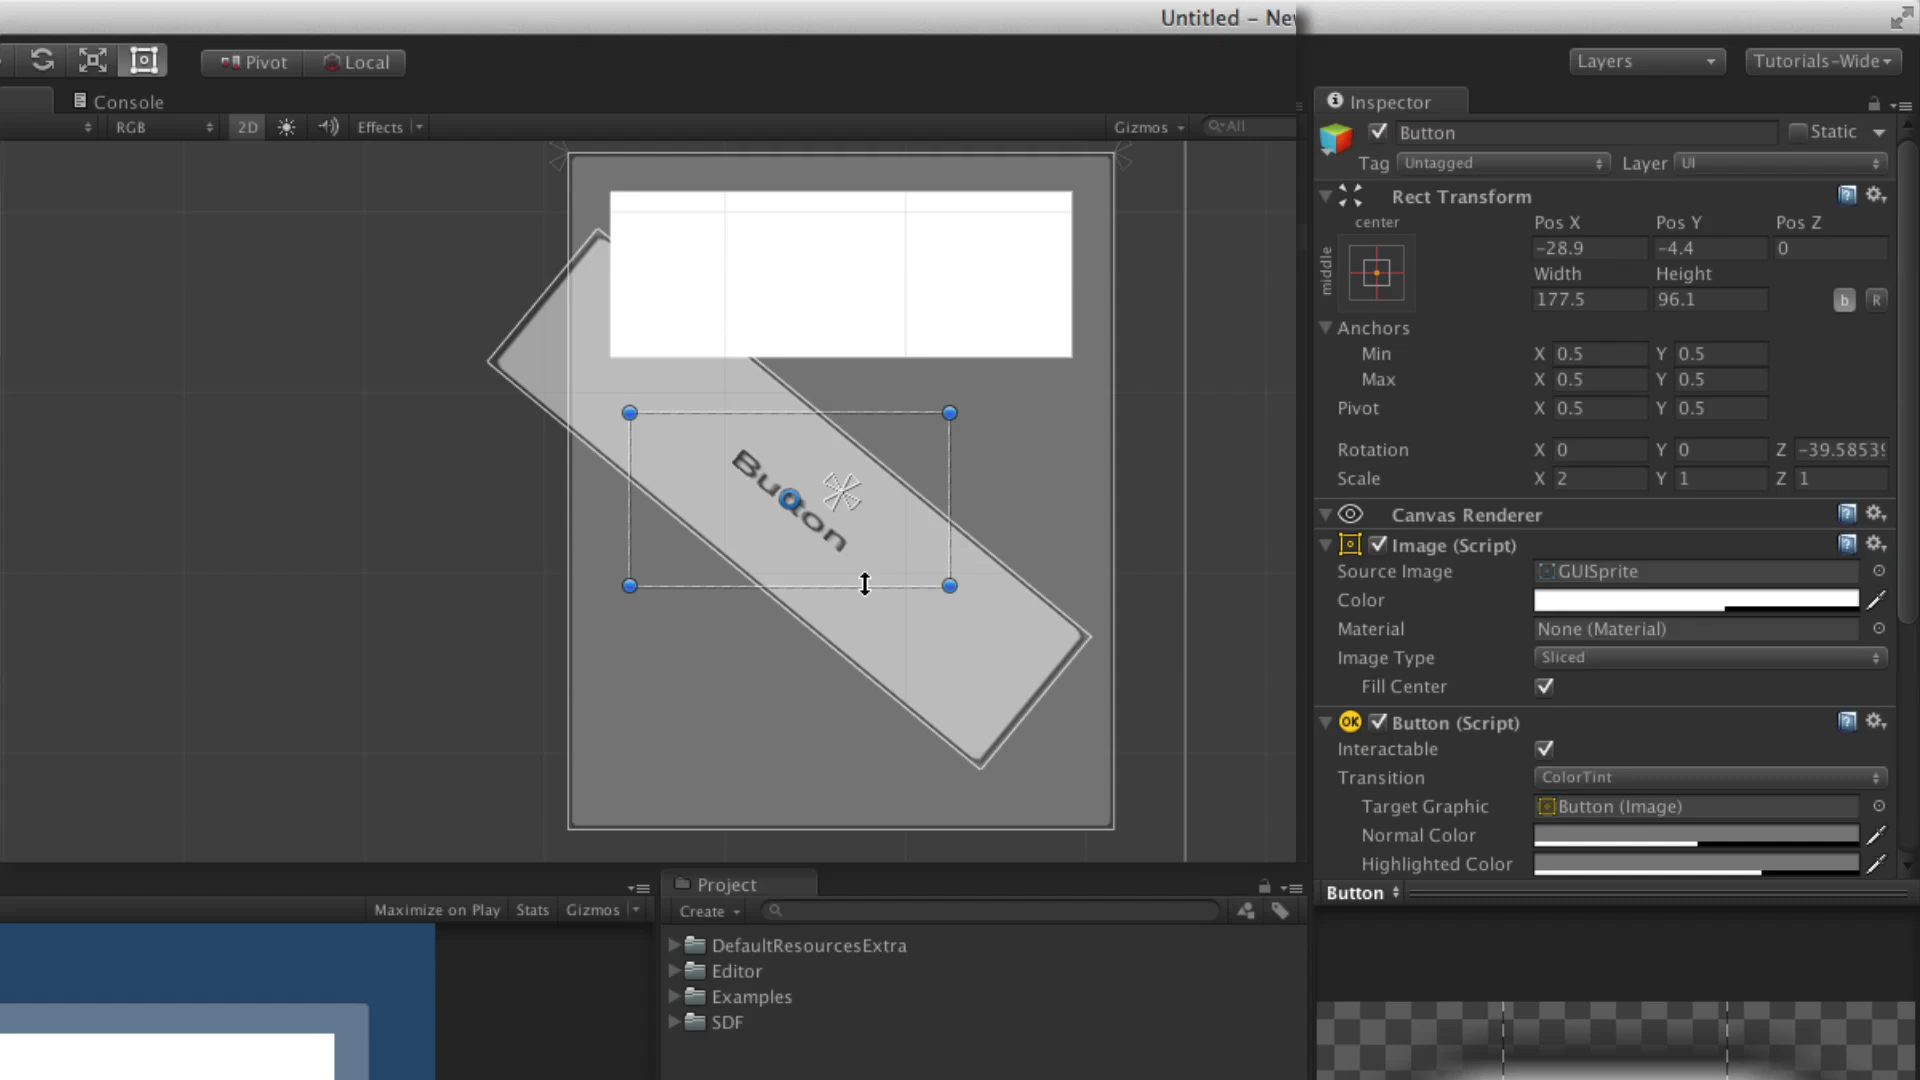 Untitled - Nev
Pivot
Local
Layers
Tutorials-Wide
Console
Inspector
RGB
2D
Effects
Gizmos
All
Button
Static
Tag
Untagged
Layer
UI
Rect Transform
center
Pos X
Pos Y
Pos Z
middle
-28.9
-4.4
0
Width
Height
177.5
96.1
b
R
Anchors
Min
X 0.5
Y 0.5
Max
X 0.5
Y 0.5
Pivot
X 0.5
Y 0.5
Rotation
X 0
Y 0
Z -39.58539
Scale
X 2
Y 1
Z 1
Button
Canvas Renderer
Image (Script)
Source Image
GUISprite
Color
Material
None (Material)
Image Type
Sliced
Fill Center
OK
Button (Script)
Interactable
Transition
ColorTint
Target Graphic
Button (Image)
Normal Color
Highlighted Color
Button
Project
Maximize on Play
Stats
Gizmos
Create
DefaultResourcesExtra
Editor
Examples
SDF